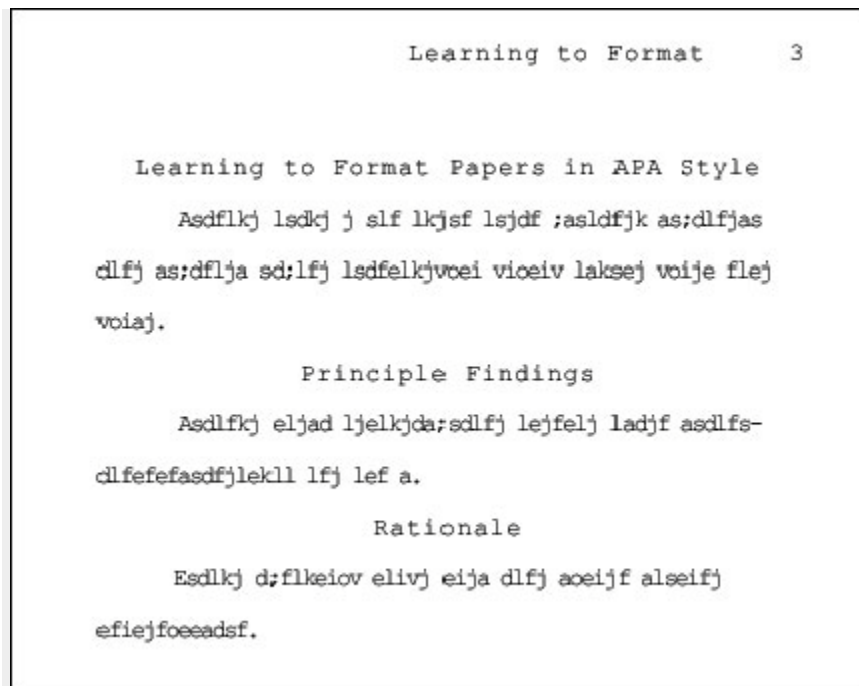 Learning to Format 3
Learning to Format Papers in APA Style
Asdflkj lsdkj j slf lkjsf lsjdf ;asldfjk as;dlfjas
dlfj as;dflja sd;lfj lsdfelkjvoei vioeiv laksej voije flej
voiaj.
Principle Findings
Asdlfkj eljad ljelkjda;sdlfj lejfelj ladjf asdlfs-
dlfefefasdfjlekll lfj lef a.
Rationale
Esdlkj d;flkeiov elivj eija dlfj aoeijf alseifj
efiejfoeeadsf.